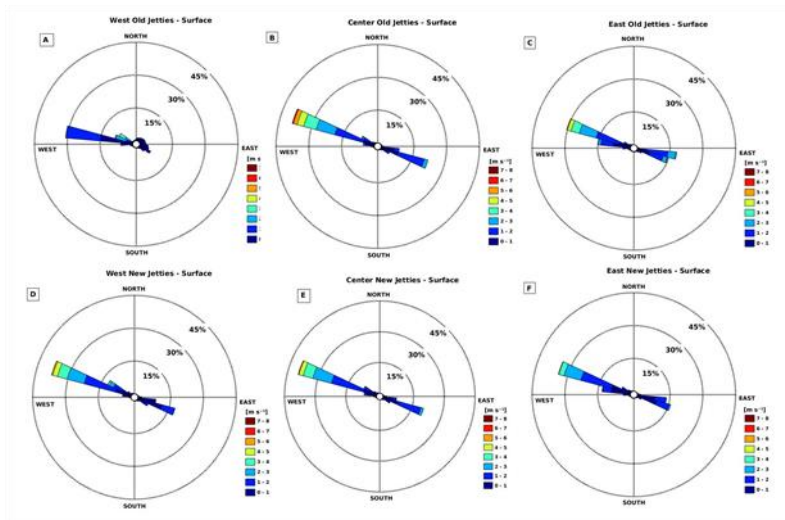 West Old Jetties - Surface
A
NORTH
45%
30%
15%
WEST
EAST
[m s
SOUTH
Center Old Jetties - Surface
B
NORTH
45%
30%
15%
WEST
EAST
[m s⁻¹]
7 - 8
6 - 7
5 - 6
4 - 5
3 - 4
2 - 3
1 - 2
0 - 1
SOUTH
East Old Jetties - Surface
C
NORTH
45%
30%
15%
WEST
EAST
[m s⁻¹]
7 - 8
6 - 7
5 - 6
4 - 5
3 - 4
2 - 3
1 - 2
0 - 1
SOUTH
West New Jetties - Surface
D
NORTH
45%
30%
15%
WEST
EAST
[m s⁻¹]
7 - 8
6 - 7
5 - 6
4 - 5
3 - 4
2 - 3
1 - 2
0 - 1
SOUTH
Center New Jetties - Surface
E
NORTH
45%
30%
15%
WEST
EAST
[m s⁻¹]
7 - 8
6 - 7
5 - 6
4 - 5
3 - 4
2 - 3
1 - 2
0 - 1
SOUTH
East New Jetties - Surface
F
NORTH
45%
30%
15%
WEST
EAST
[m s⁻¹]
7 - 8
6 - 7
5 - 6
4 - 5
3 - 4
2 - 3
1 - 2
0 - 1
SOUTH